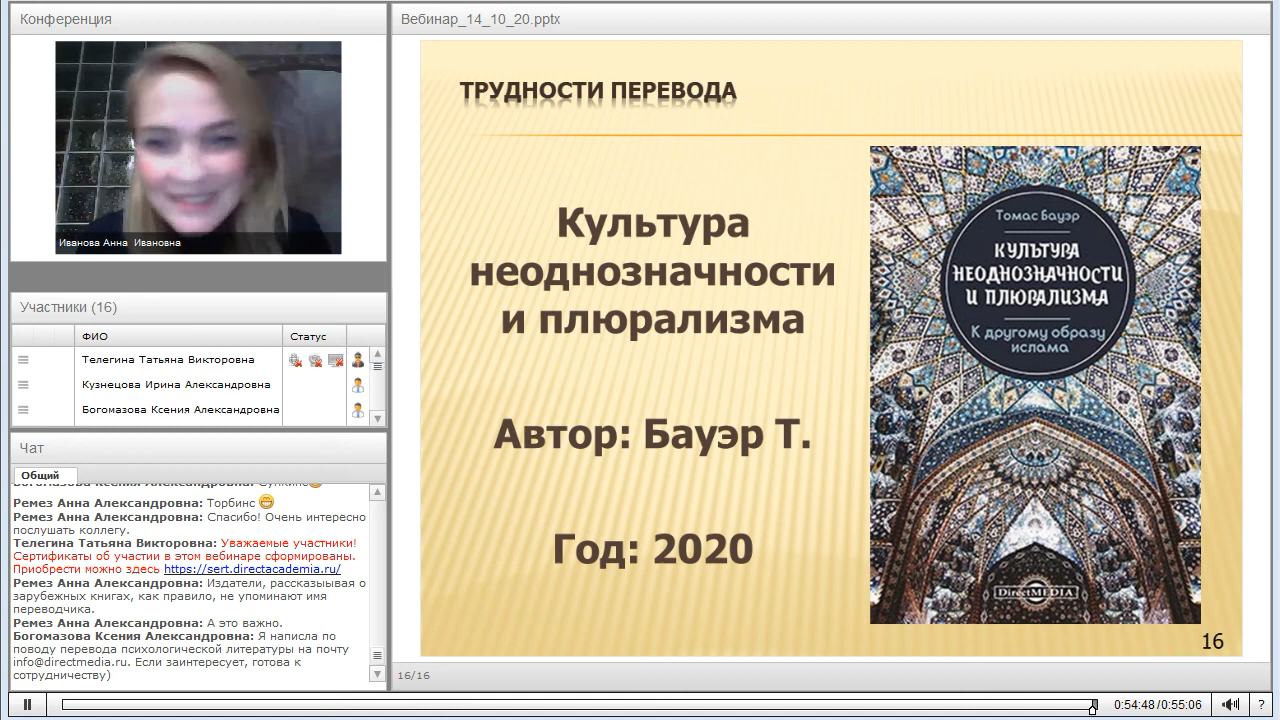 Конференция
Иванова Анна Ивановна
Участники (16)
ФИО
Статус
Телегина Татьяна Викторовна
Кузнецова Ирина Александровна
Богомазова Ксения Александровна
Чат
Общий
Богомазова Ксения Александровна:
Ремез Анна Александровна: Торбинс
Ремез Анна Александровна: Спасибо! Очень интересно
послушать коллегу.
Телегина Татьяна Викторовна: Уважаемые участники!
Сертификаты об участии в этом вебинаре сформированы.
Приобрести можно здесь https://sert.directacademia.ru/
Ремез Анна Александровна: Издатели, рассказыывая о
зарубежных книгах, как правило, не упоминают имя
переводчика.
Ремез Анна Александровна: А это важно.
Богомазова Ксения Александровна: Я написла по
поводу перевода психологической литературы на почту
info@directmedia.ru. Если заинтересует, готова к
сотрудничеству)
Вебинар_14_10_20.pptx
ТРУДНОСТИ ПЕРЕВОДА
Культура
неоднозначности
и плюрализма
Автор: Бауэр Т.
Год: 2020
Томас Бауэр
КУЛЬТУРА
НЕОДНОЗНАЧНОСТИ
И ПЛЮРАЛИЗМА
К другому образу
ислама
DirectMEDIA
16
16/16
0:54:48/0:55:06
?